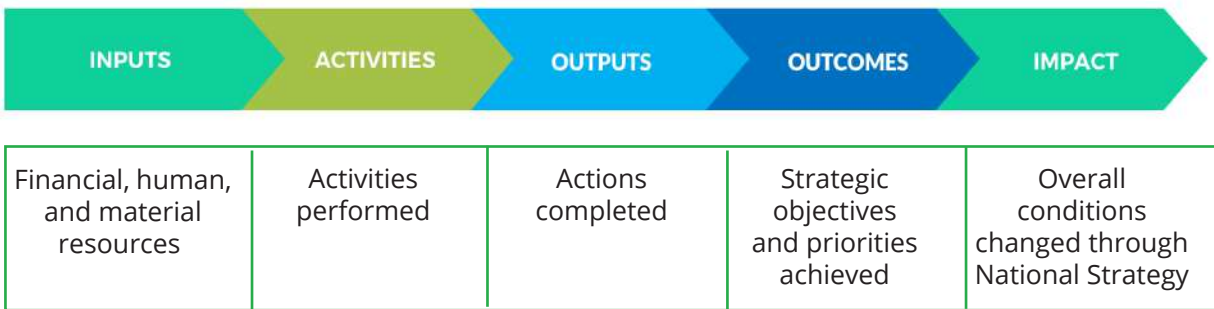 INPUTS
ACTIVITIES
OUTPUTS
OUTCOMES
IMPACT
Financial, human,
and material
resources
Activities
performed
Actions
completed
Strategic
objectives
and priorities
achieved
Overall
conditions
changed through
National Strategy